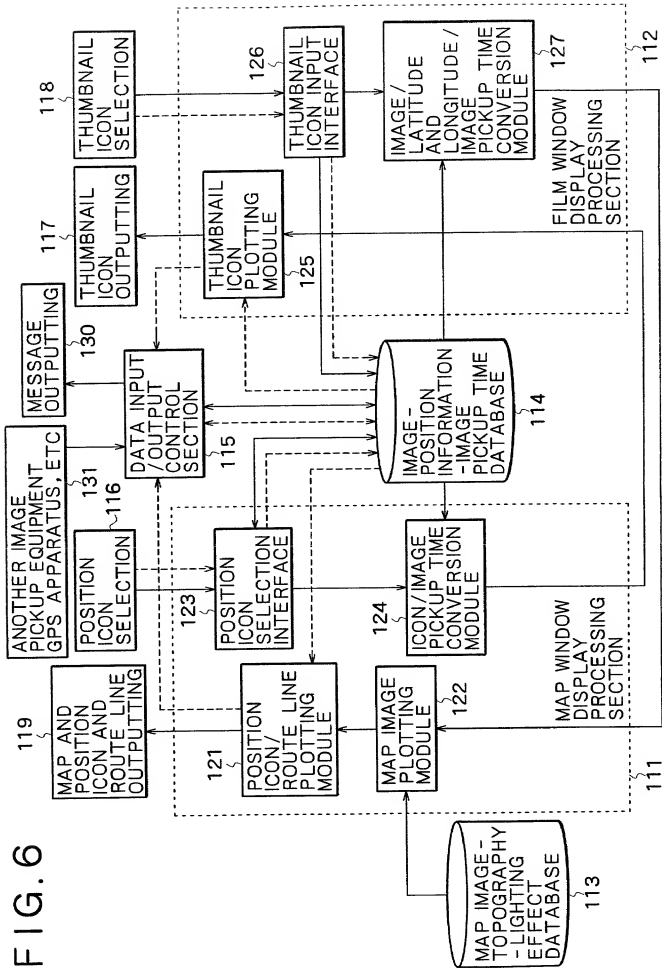 FIG. 6
MAP AND
POSITION
ICON AND
ROUTE LINE
OUTPUTTING
119
ANOTHER IMAGE
PICKUP EQUIPMENT
GPS APPARATUS, ETC
131
POSITION
ICON
SELECTION
116
MESSAGE
OUTPUTTING
130
THUMBNAIL
ICON
OUTPUTTING
117
THUMBNAIL
ICON
SELECTION
118
DATA INPUT
/OUTPUT
CONTROL
SECTION
115
POSITION
ICON/
ROUTE LINE
PLOTTING
MODULE
121
POSITION
ICON
SELECTION
INTERFACE
123
THUMBNAIL
ICON
PLOTTING
MODULE
125
THUMBNAIL
ICON INPUT
INTERFACE
126
MAP IMAGE
PLOTTING
MODULE
122
ICON/IMAGE
PICKUP TIME
CONVERSION
MODULE
124
IMAGE-
POSITION
INFORMATION
-IMAGE
PICKUP TIME
DATABASE
114
IMAGE/
LATITUDE
AND
LONGITUDE/
IMAGE
PICKUP TIME
CONVERSION
MODULE
127
MAP IMAGE-
TOPOGRAPHY
-LIGHTING
EFFECT
DATABASE
113
MAP WINDOW
DISPLAY
PROCESSING
SECTION
111
FILM WINDOW
DISPLAY
PROCESSING
SECTION
112